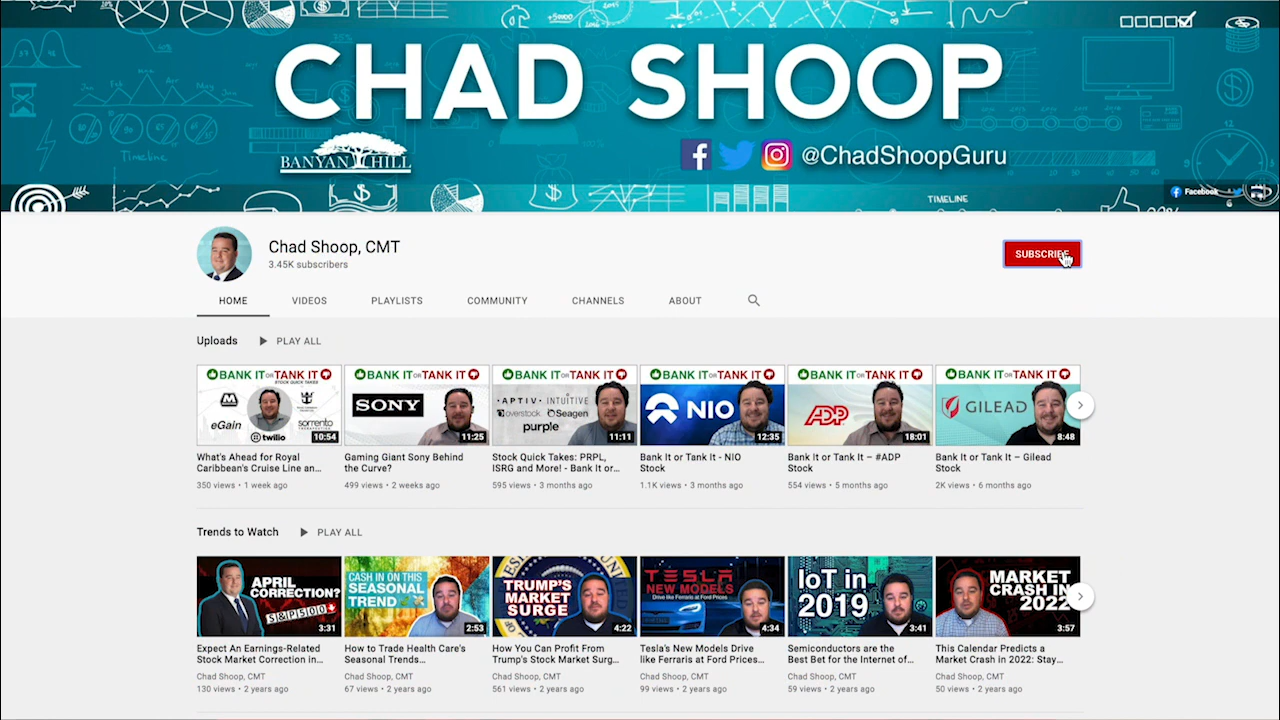 CHAD SHOOP
BANYAN HILL
@ChadShoopGuru
Timeline
TIMELINE
Facebook
Chad Shoop, CMT
3.45K subscribers
SUBSCRIBE
HOME VIDEOS PLAYLISTS COMMUNITY CHANNELS ABOUT
Uploads PLAY ALL
BANK IT OR TANK IT
STOCK QUICK TAKES
eGain
twilio
sorrento
10:54
BANK IT OR TANK IT
SONY
11:25
BANK IT OR TANK IT
APTIV INTUITIVE
overstock Seagen
purple
11:11
BANK IT OR TANK IT
NIO
12:35
BANK IT OR TANK IT
ADP
18:01
BANK IT OR TANK IT
GILEAD
8:48
What's Ahead for Royal
Caribbean's Cruise Line an...
350 views • 1 week ago
Gaming Giant Sony Behind
the Curve?
499 views • 2 weeks ago
Stock Quick Takes: PRPL,
ISRG and More! - Bank It or...
595 views • 3 months ago
Bank It or Tank It - NIO
Stock
1.1K views • 3 months ago
Bank It or Tank It – #ADP
Stock
554 views • 5 months ago
Bank It or Tank It – Gilead
Stock
2K views • 6 months ago
Trends to Watch PLAY ALL
APRIL
CORRECTION?
S&P500
3:31
CASH IN ON THIS
SEASONAL
TREND
2:53
TRUMP'S
MARKET
SURGE
4:22
TESLA
NEW MODELS
Drive like Ferraris at Ford Prices
4:34
IoT in
2019
3:41
MARKET
CRASH IN
2022
3:57
Expect An Earnings-Related
Stock Market Correction in...
Chad Shoop, CMT
130 views • 2 years ago
How to Trade Health Care's
Seasonal Trends...
Chad Shoop, CMT
67 views • 2 years ago
How You Can Profit From
Trump's Stock Market Surg...
Chad Shoop, CMT
561 views • 2 years ago
Tesla's New Models Drive
like Ferraris at Ford Prices...
Chad Shoop, CMT
99 views • 2 years ago
Semiconductors are the
Best Bet for the Internet of...
Chad Shoop, CMT
59 views • 2 years ago
This Calendar Predicts a
Market Crash in 2022: Stay...
Chad Shoop, CMT
50 views • 2 years ago